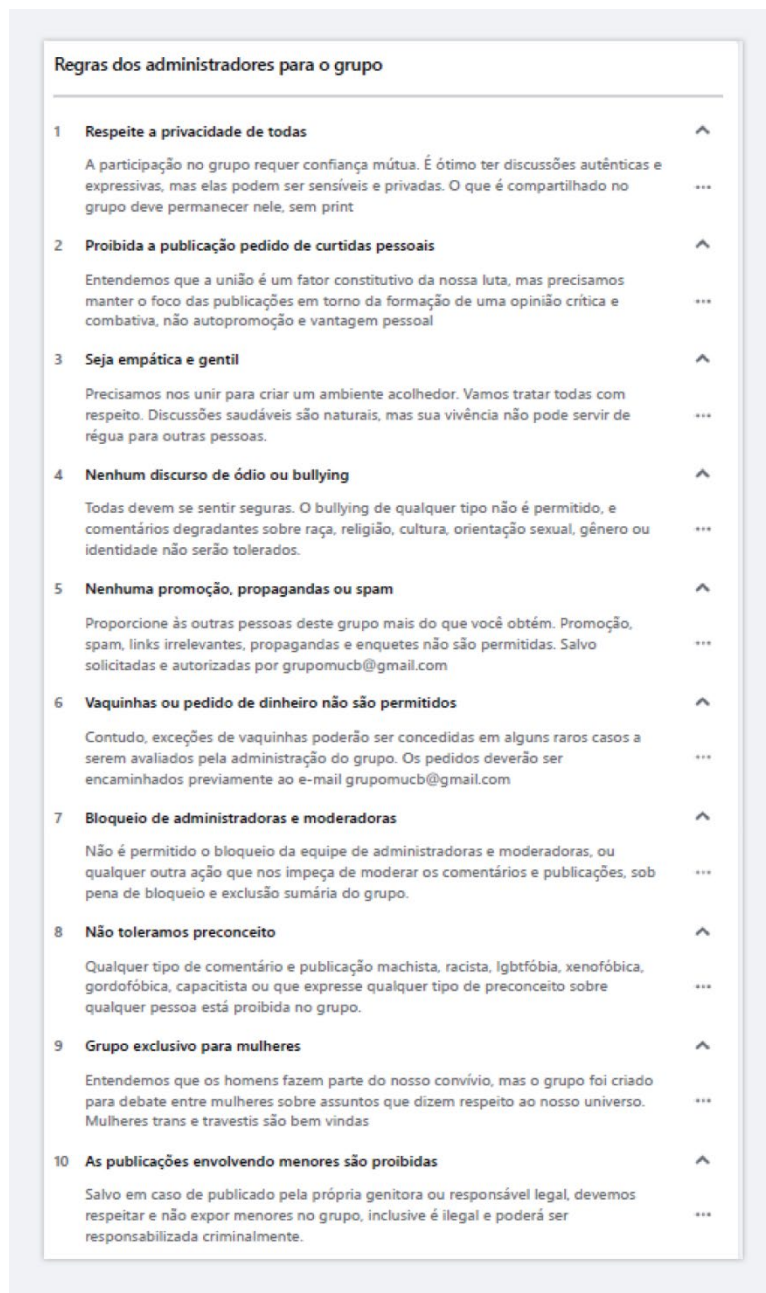 Regras dos administradores para o grupo
1 Respeite a privacidade de todas
A participação no grupo requer confiança mútua. É ótimo ter discussões autênticas e
expressivas, mas elas podem ser sensíveis e privadas. O que é compartilhado no
grupo deve permanecer nele, sem print
2 Proibida a publicação pedido de curtidas pessoais
Entendemos que a união é um fator constitutivo da nossa luta, mas precisamos
manter o foco das publicações em torno da formação de uma opinião crítica e
combativa, não autopromoção e vantagem pessoal
3 Seja empática e gentil
Precisamos nos unir para criar um ambiente acolhedor. Vamos tratar todas com
respeito. Discussões saudáveis são naturais, mas sua vivência não pode servir de
régua para outras pessoas.
4 Nenhum discurso de ódio ou bullying
Todas devem se sentir seguras. O bullying de qualquer tipo não é permitido, e
comentários degradantes sobre raça, religião, cultura, orientação sexual, gênero ou
identidade não serão tolerados.
5 Nenhuma promoção, propagandas ou spam
Proporcione às outras pessoas deste grupo mais do que você obtém. Promoção,
spam, links irrelevantes, propagandas e enquetes não são permitidas. Salvo
solicitadas e autorizadas por grupomucb@gmail.com
6 Vaquinhas ou pedido de dinheiro não são permitidos
Contudo, exceções de vaquinhas poderão ser concedidas em alguns raros casos a
serem avaliados pela administração do grupo. Os pedidos deverão ser
encaminhados previamente ao e-mail grupomucb@gmail.com
7 Bloqueio de administradoras e moderadoras
Não é permitido o bloqueio da equipe de administradoras e moderadoras, ou
qualquer outra ação que nos impeça de moderar os comentários e publicações, sob
pena de bloqueio e exclusão sumária do grupo.
8 Não toleramos preconceito
Qualquer tipo de comentário e publicação machista, racista, lgbtfóbia, xenofóbica,
gordofóbica, capacitista ou que expresse qualquer tipo de preconceito sobre
qualquer pessoa está proibida no grupo.
9 Grupo exclusivo para mulheres
Entendemos que os homens fazem parte do nosso convívio, mas o grupo foi criado
para debate entre mulheres sobre assuntos que dizem respeito ao nosso universo.
Mulheres trans e travestis são bem vindas
10 As publicações envolvendo menores são proibidas
Salvo em caso de publicado pela própria genitora ou responsável legal, devemos
respeitar e não expor menores no grupo, inclusive é ilegal e poderá ser
responsabilizada criminalmente.